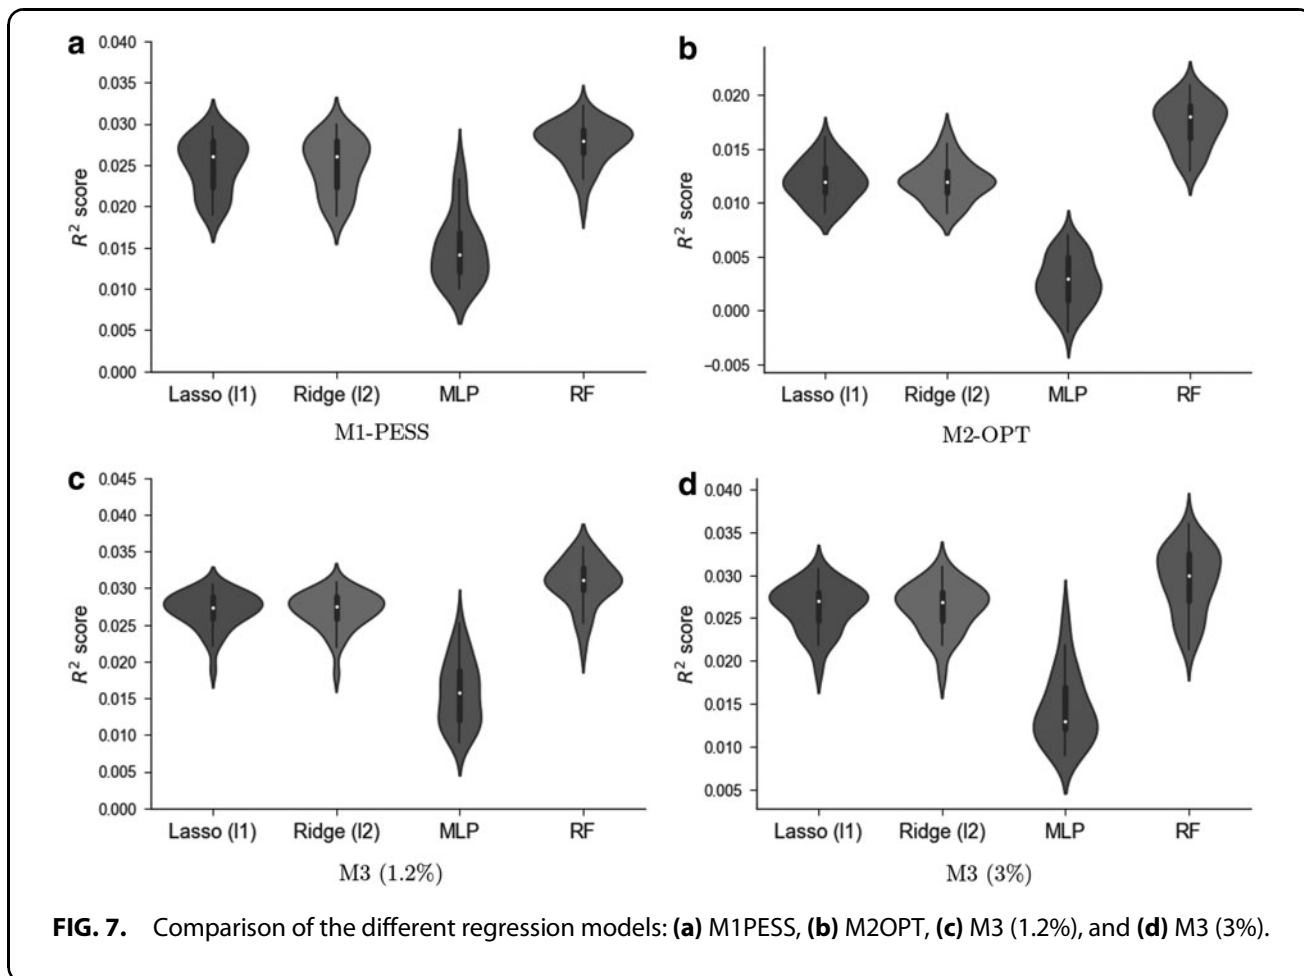 a
0.040
0.035
0.030
0.025
0.020
0.015
0.010
0.005
0.000
R² score
Lasso (l1) Ridge (l2) MLP RF
M1-PESS
b
0.020
0.015
0.010
0.005
0.000
−0.005
R² score
Lasso (l1) Ridge (l2) MLP RF
M2-OPT
c
0.045
0.040
0.035
0.030
0.025
0.020
0.015
0.010
0.005
0.000
R² score
Lasso (l1) Ridge (l2) MLP RF
M3 (1.2%)
d
0.040
0.035
0.030
0.025
0.020
0.015
0.010
0.005
R² score
Lasso (l1) Ridge (l2) MLP RF
M3 (3%)
FIG. 7. Comparison of the different regression models: (a) M1PESS, (b) M2OPT, (c) M3 (1.2%), and (d) M3 (3%).